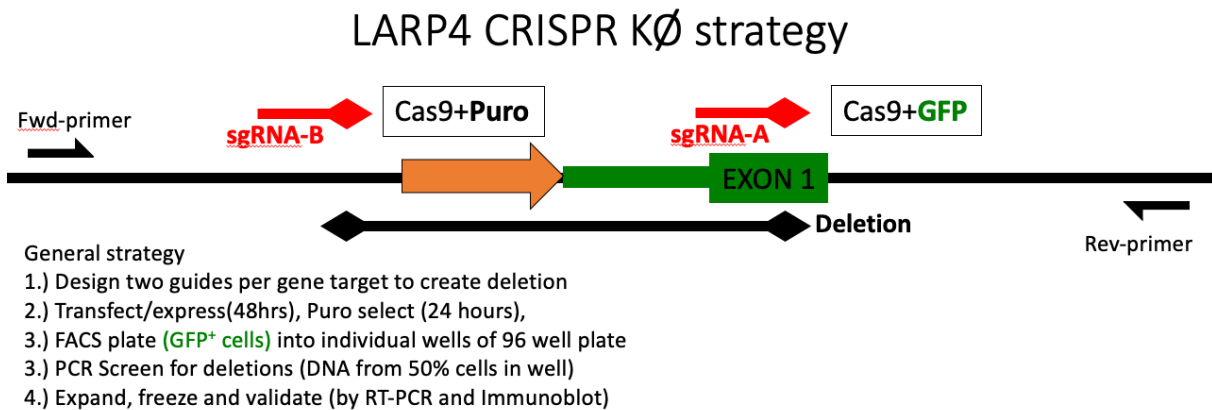 LARP4 CRISPR KØ strategy
Fwd-primer
sgRNA-B
Cas9+Puro
sgRNA-A
Cas9+GFP
EXON 1
Deletion
Rev-primer
General strategy
1.) Design two guides per gene target to create deletion
2.) Transfect/express(48hrs), Puro select (24 hours),
3.) FACS plate (GFP⁺ cells) into individual wells of 96 well plate
3.) PCR Screen for deletions (DNA from 50% cells in well)
4.) Expand, freeze and validate (by RT-PCR and Immunoblot)